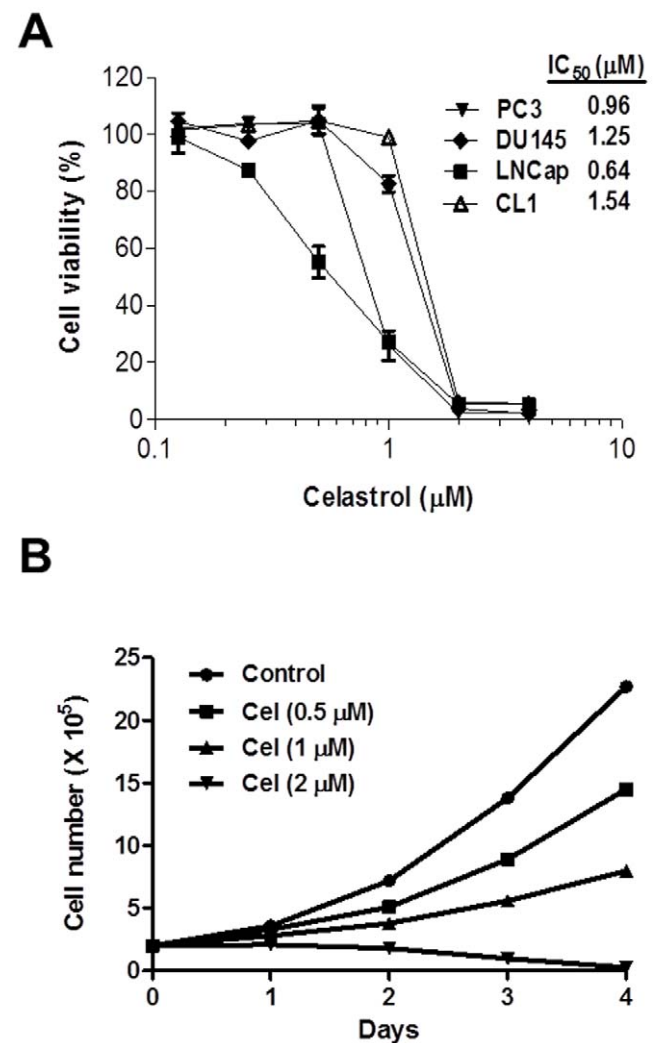 A
IC50 (μM)
PC3 0.96
DU145 1.25
LNCap 0.64
CL1 1.54
Cell viability (%)
120
100
80
60
40
20
0
0.1 1 10
Celastrol (μM)
B
Control
Cel (0.5 μM)
Cel (1 μM)
Cel (2 μM)
Cell number (X 10^5)
25
20
15
10
5
0
0 1 2 3 4
Days